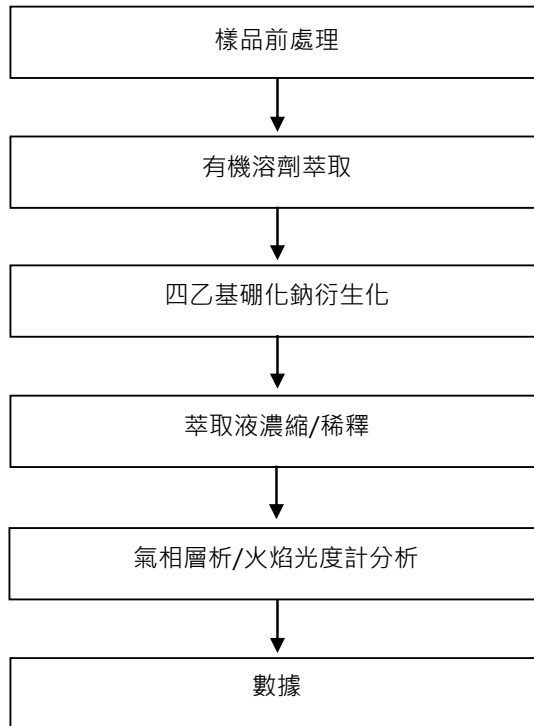 樣品前處理
有機溶劑萃取
四乙基硼化鈉衍生化
萃取液濃縮/稀釋
氣相層析/火焰光度計分析
數據